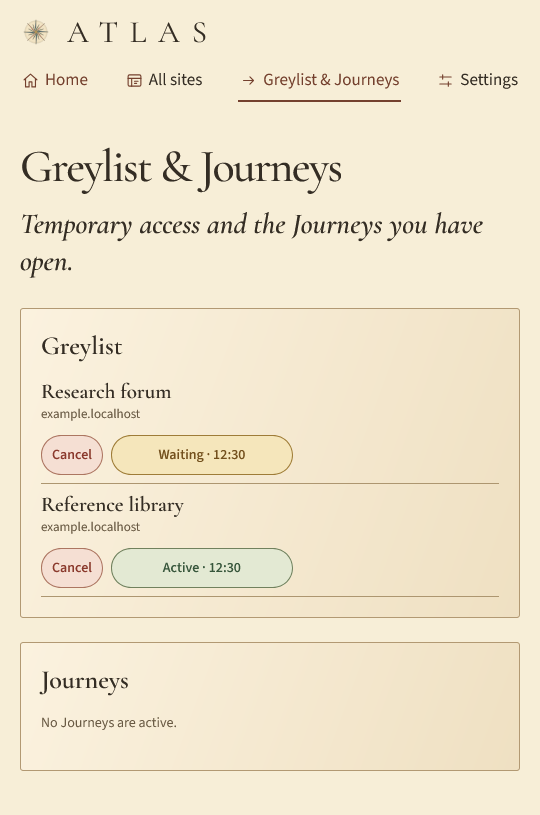 ATLAS
Home
All sites
Greylist & Journeys
Settings
Greylist & Journeys
Temporary access and the Journeys you have
open.
Greylist
Research forum
example.localhost
Cancel
Waiting · 12:30
Reference library
example.localhost
Cancel
Active · 12:30
Journeys
No Journeys are active.